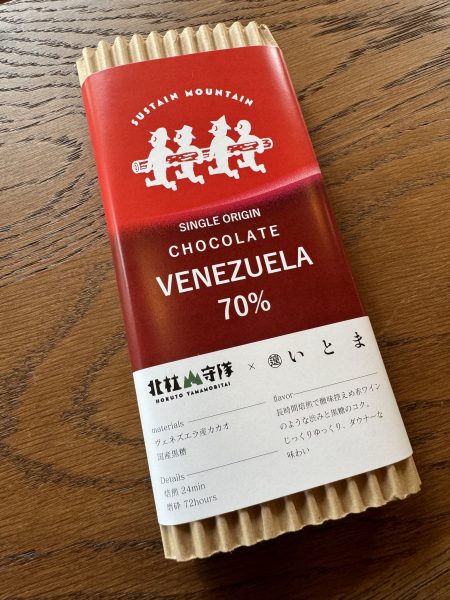 SUSTAIN MOUNTAIN
SINGLE ORIGIN
CHOCOLATE
VENEZUELA
70%
北杜山守隊
HOKUTO YAMAMORITAI
×
遑 いとま
materials
ヴェネズエラ産カカオ
国産黒糖
Details
焙煎 24min
磨砕 72hours
flavor
長時間焙煎で酸味控えめ赤ワイン
のような渋みと黒糖のコク。
じっくりゆっくり、ダウナ〜な
味わい